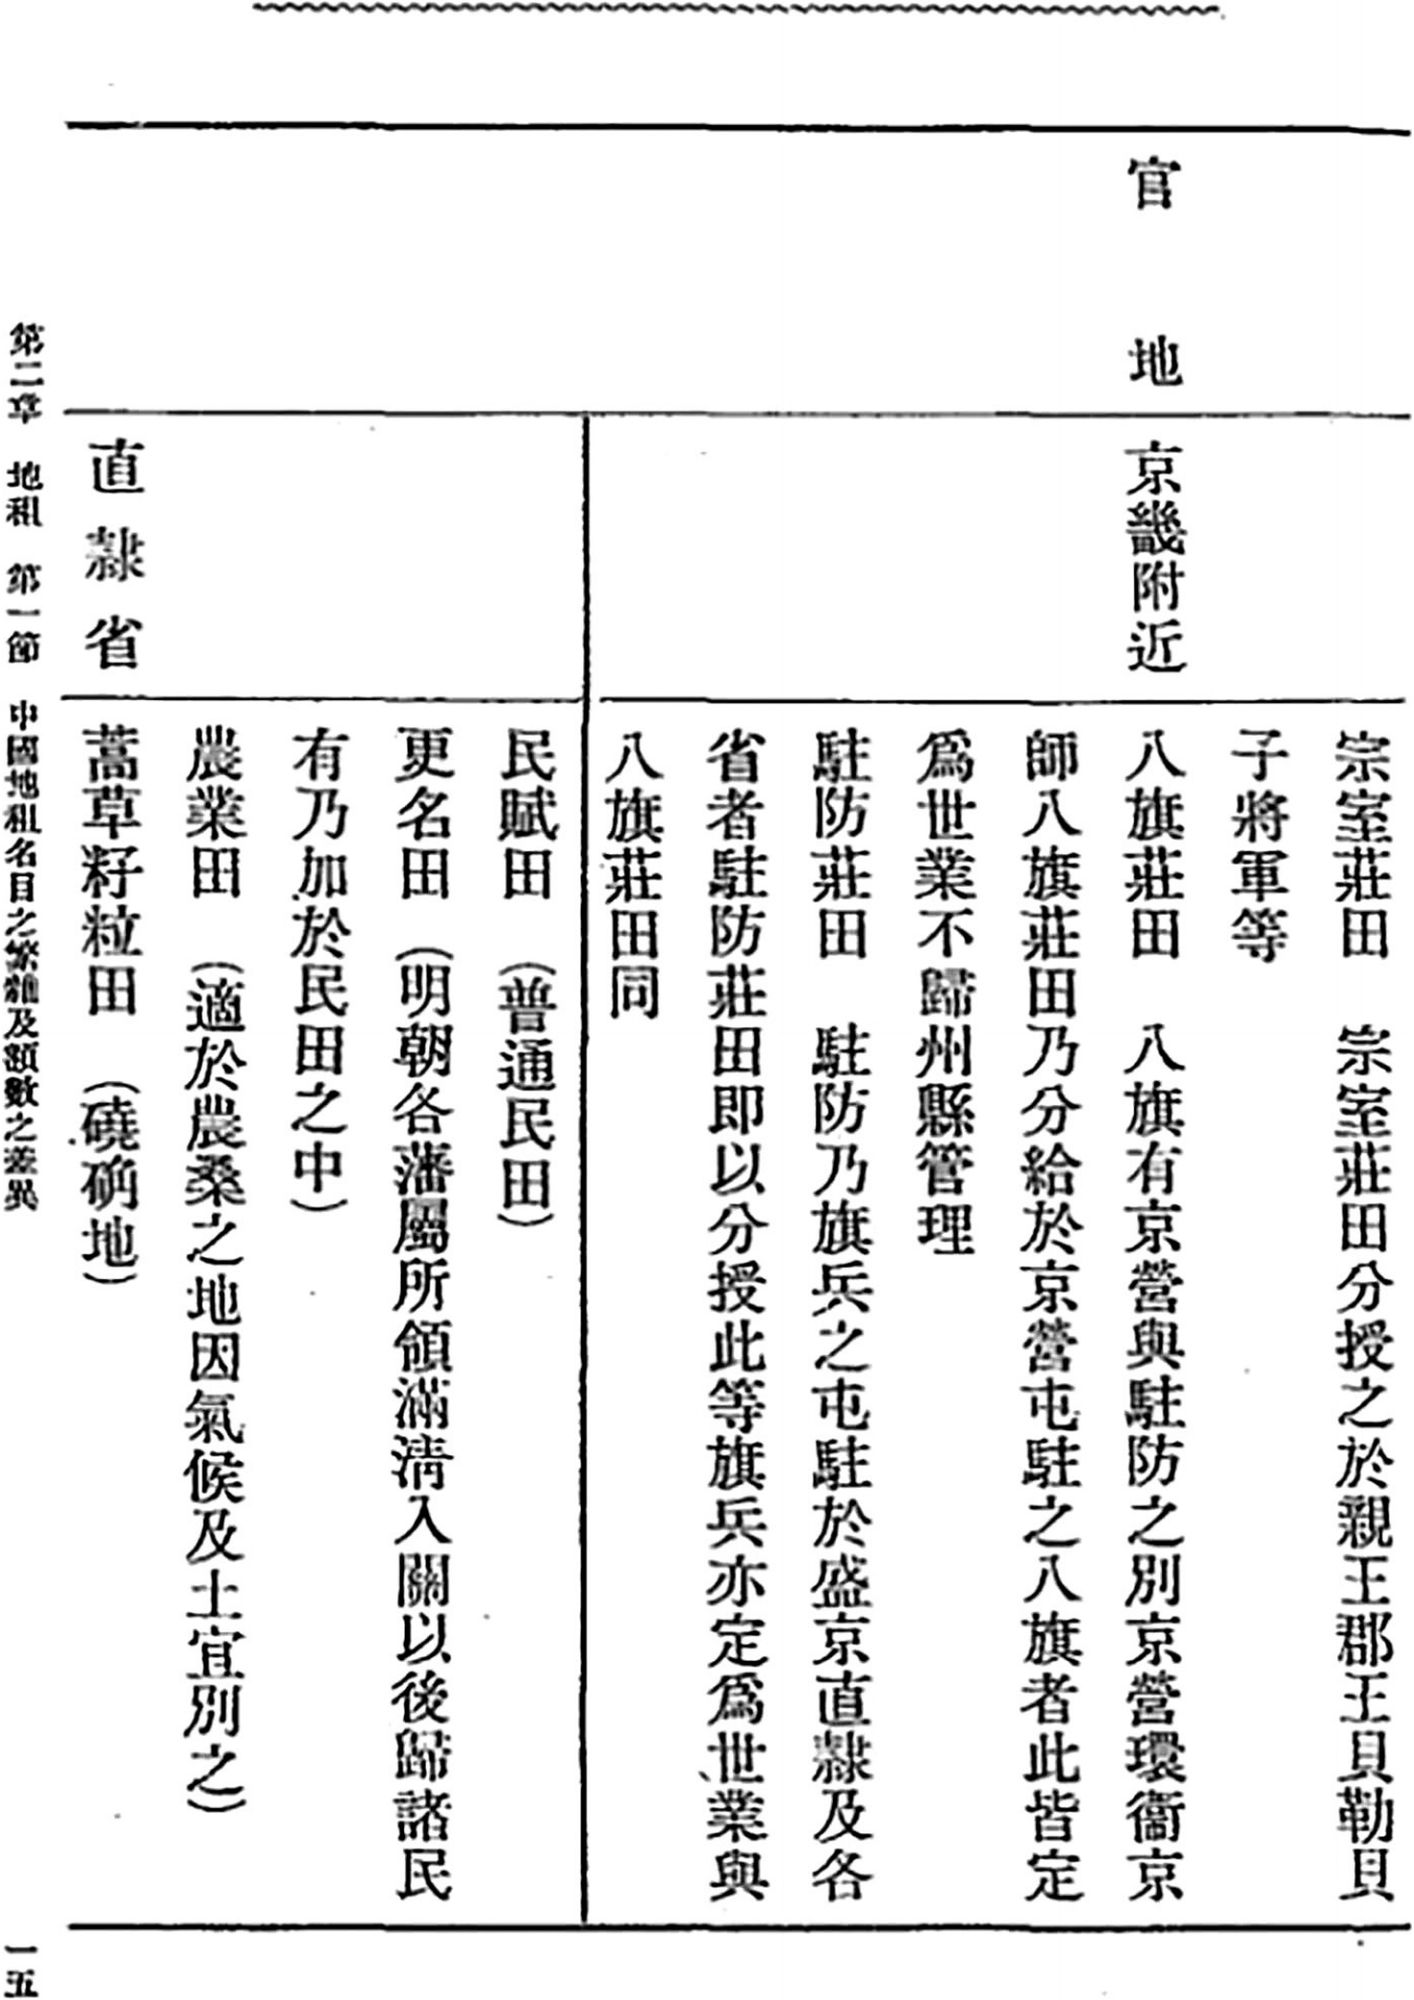 官地
京畿附近
宗室莊田　宗室莊田分授之於親王郡王貝勒貝
子將軍等
八旗莊田　八旗有京營與駐防之別京營環衞京
師八旗莊田乃分給於京營屯駐之八旗者此皆定
爲世業不歸州縣管理
駐防莊田　駐防乃旗兵之屯駐於盛京直隸及各
省者駐防莊田即以分授此等旗兵亦定爲世業與
八旗莊田同
直隸省
民賦田　（普通民田）
更名田　（明朝各藩屬所領滿淸入關以後歸諸民
有乃加於民田之中）
農業田　（適於農桑之地因氣候及土宜別之）
蒿草籽粒田　（磽确地）
第二章　地租　第一節　中國地租名目之繁雜及額數之差異
一五